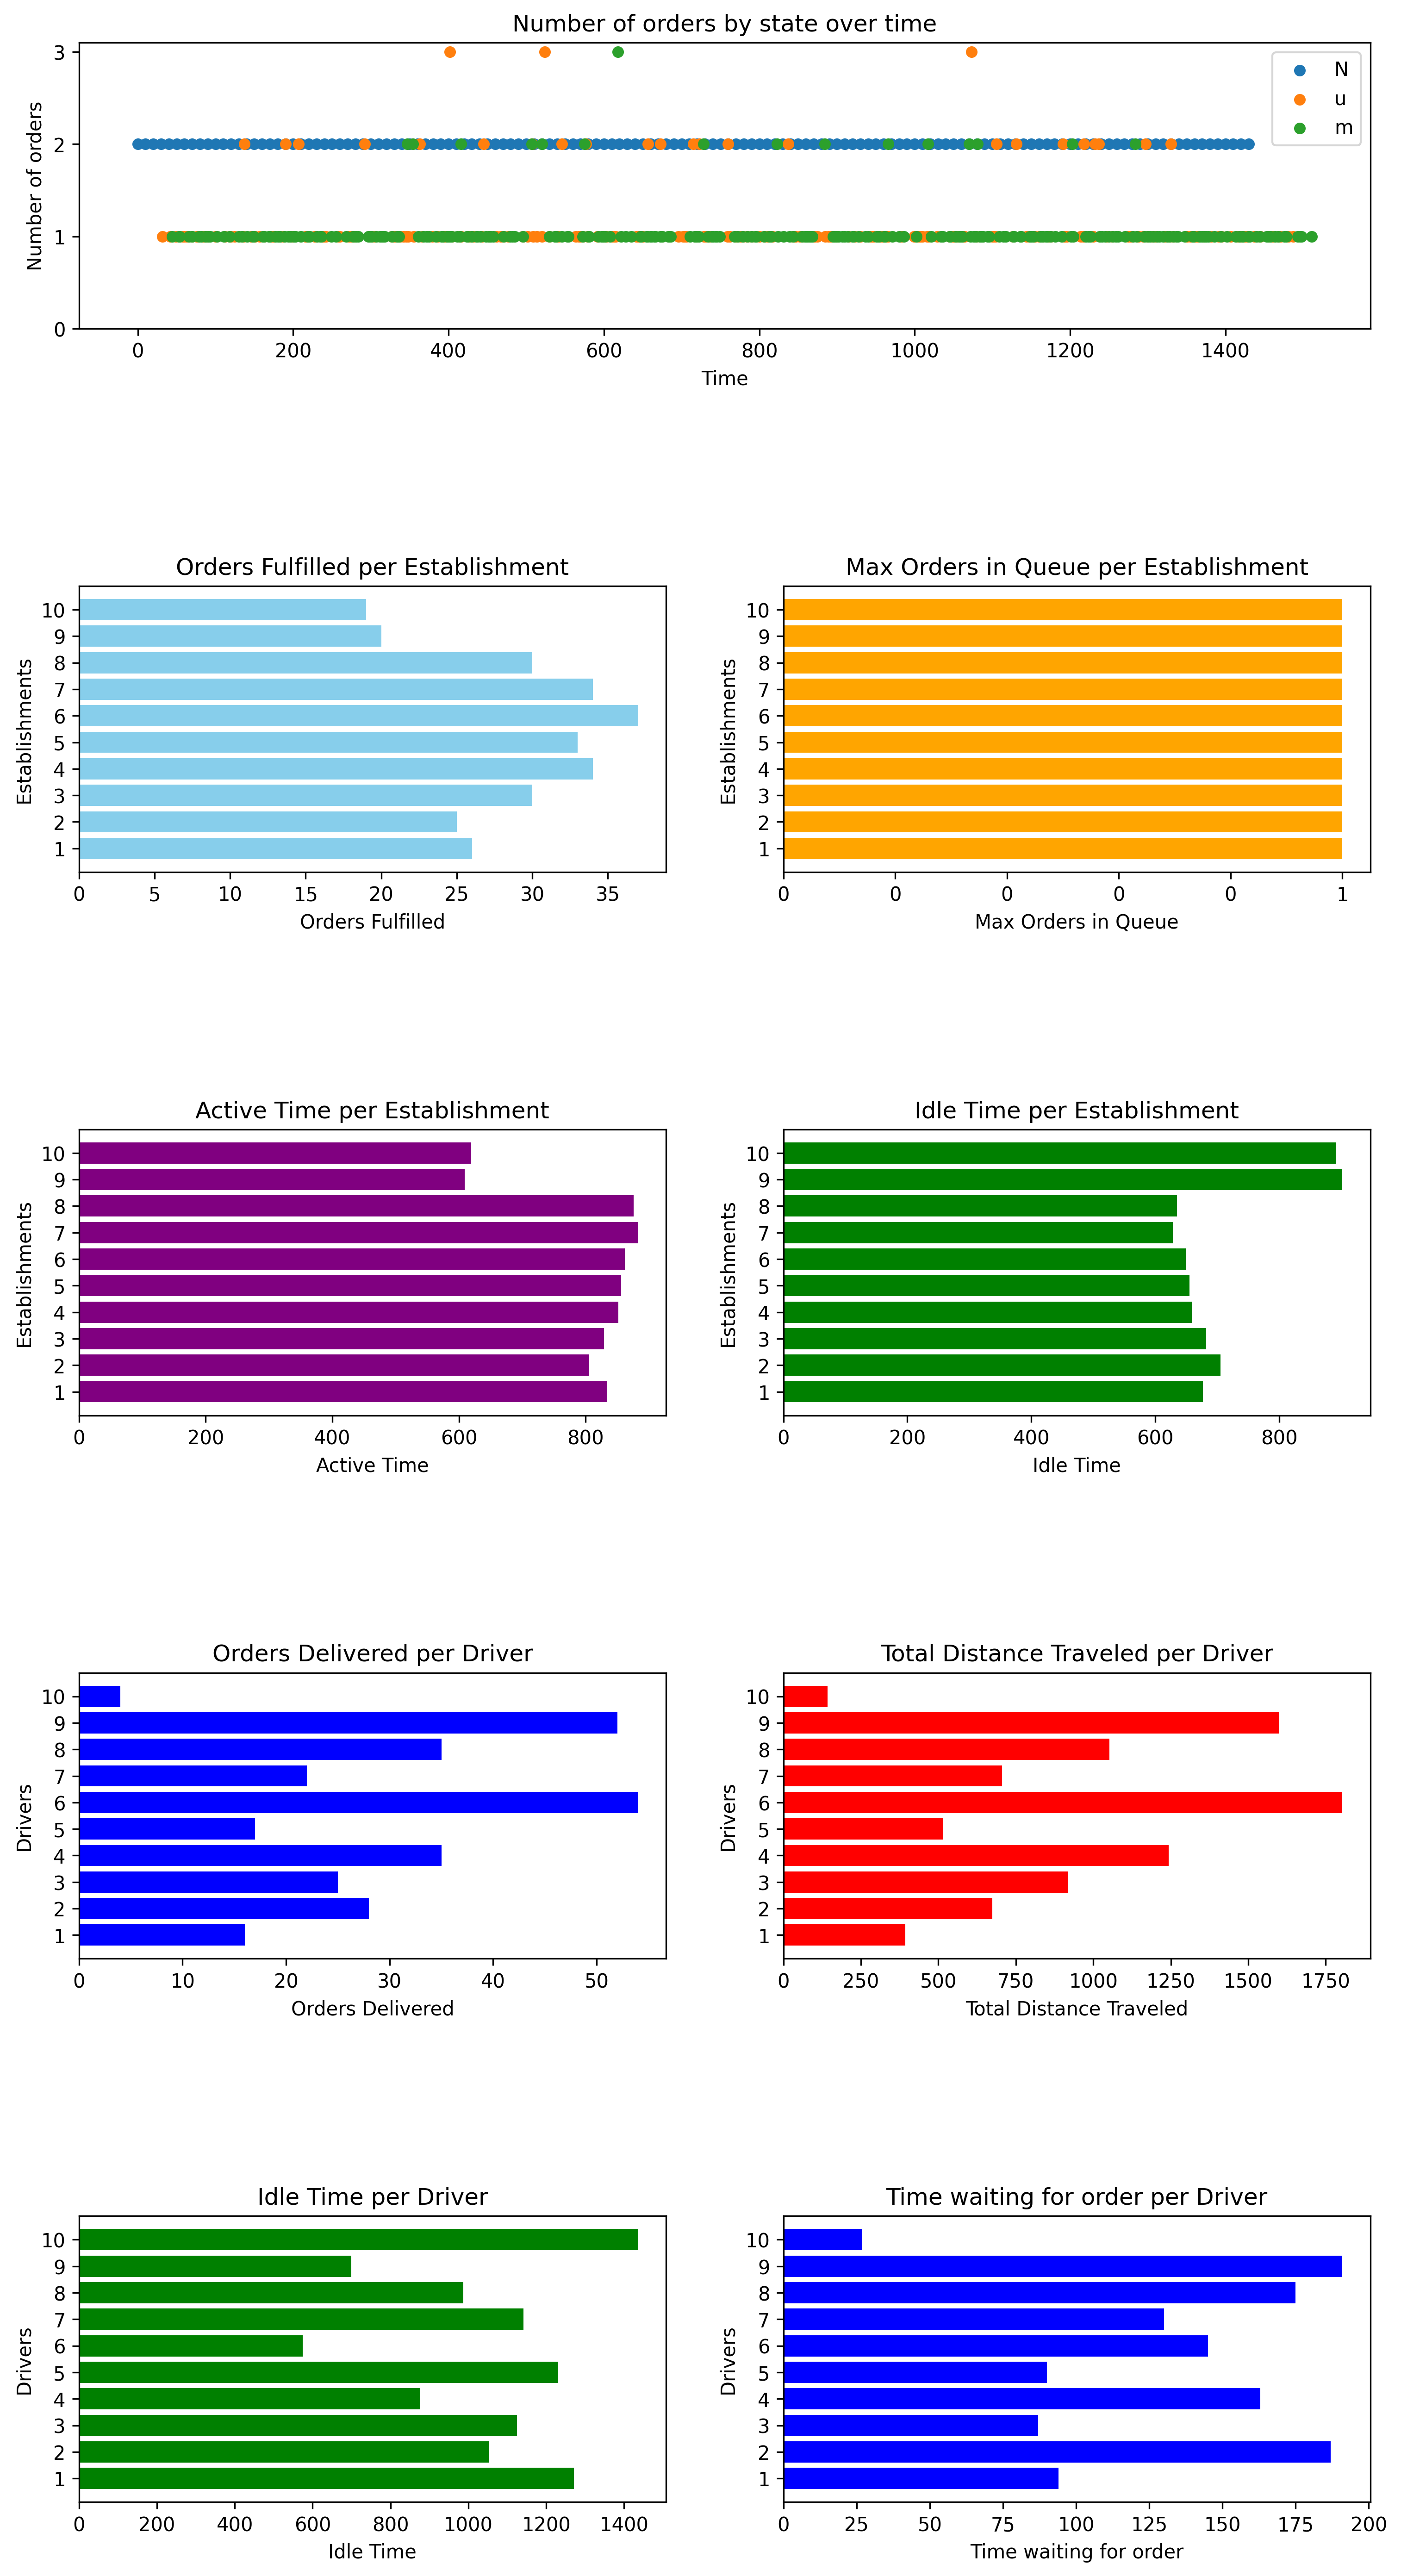 Number of orders by state over time
Number of orders
3
2
1
0
N
u
m
0 200 400 600 800 1000 1200 1400
Time
Orders Fulfilled per Establishment
Establishments
10
9
8
7
6
5
4
3
2
1
0 5 10 15 20 25 30 35
Orders Fulfilled
Max Orders in Queue per Establishment
Establishments
10
9
8
7
6
5
4
3
2
1
0 0 0 0 0 1
Max Orders in Queue
Active Time per Establishment
Establishments
10
9
8
7
6
5
4
3
2
1
0 200 400 600 800
Active Time
Idle Time per Establishment
Establishments
10
9
8
7
6
5
4
3
2
1
0 200 400 600 800
Idle Time
Orders Delivered per Driver
Drivers
10
9
8
7
6
5
4
3
2
1
0 10 20 30 40 50
Orders Delivered
Total Distance Traveled per Driver
Drivers
10
9
8
7
6
5
4
3
2
1
0 250 500 750 1000 1250 1500 1750
Total Distance Traveled
Idle Time per Driver
Drivers
10
9
8
7
6
5
4
3
2
1
0 200 400 600 800 1000 1200 1400
Idle Time
Time waiting for order per Driver
Drivers
10
9
8
7
6
5
4
3
2
1
0 25 50 75 100 125 150 175 200
Time waiting for order